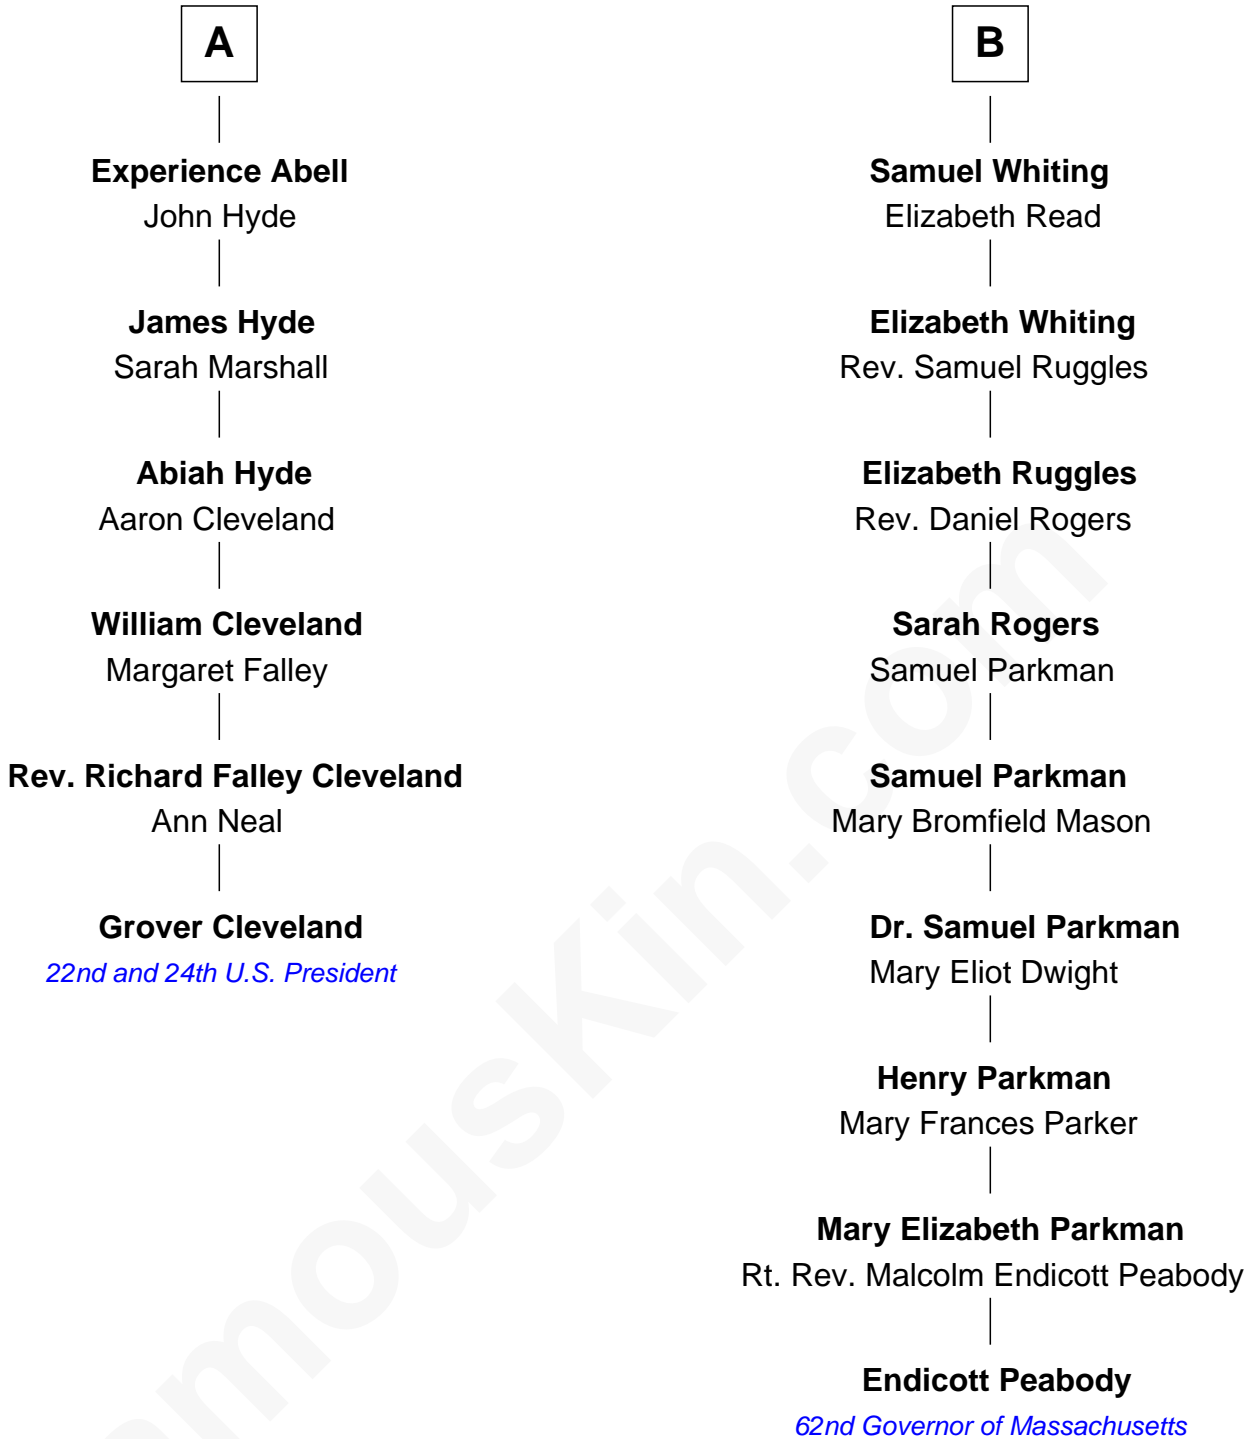 A
Experience Abell
John Hyde
James Hyde
Sarah Marshall
Abiah Hyde
Aaron Cleveland
William Cleveland
Margaret Falley
Rev. Richard Falley Cleveland
Ann Neal
Grover Cleveland
22nd and 24th U.S. President
B
Samuel Whiting
Elizabeth Read
Elizabeth Whiting
Rev. Samuel Ruggles
Elizabeth Ruggles
Rev. Daniel Rogers
Sarah Rogers
Samuel Parkman
Samuel Parkman
Mary Bromfield Mason
Dr. Samuel Parkman
Mary Eliot Dwight
Henry Parkman
Mary Frances Parker
Mary Elizabeth Parkman
Rt. Rev. Malcolm Endicott Peabody
Endicott Peabody
62nd Governor of Massachusetts
amousKin.com